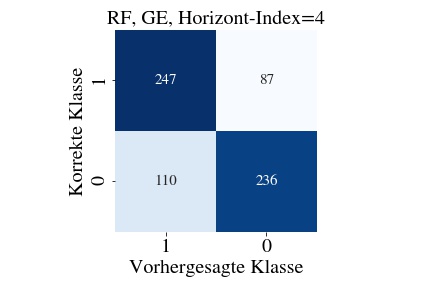 RF, GE, Horizont-Index=4
Korrekte Klasse
1
247
87
0
110
236
1
0
Vorhergesagte Klasse